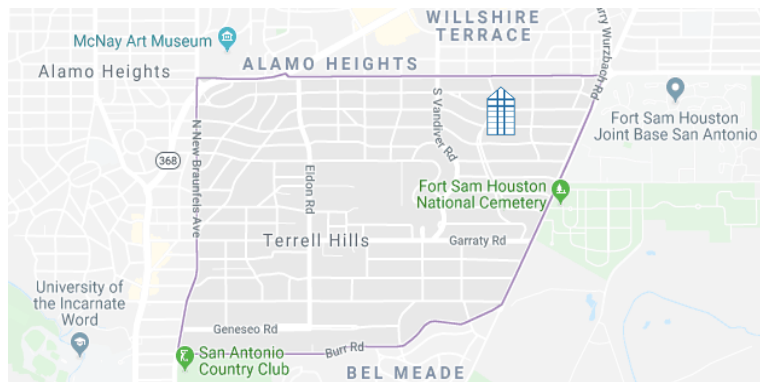 WILLSHIRE
TERRACE
McNay Art Museum
ALAMO HEIGHTS
Alamo Heights
Harry Wurzbach Rd
S Vandiver Rd
Fort Sam Houston
Joint Base San Antonio
N New Braunfels Ave
368
Eldon Rd
Fort Sam Houston
National Cemetery
Terrell Hills
Garraty Rd
University of
the Incarnate
Word
Geneseo Rd
Burr Rd
San Antonio
Country Club
BEL MEADE